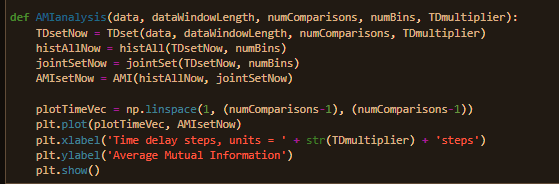 def AMIanalysis(data, dataWindowLength, numComparisons, numBins, TDmultiplier):
    TDsetNow = TDset(data, dataWindowLength, numComparisons, TDmultiplier)
    histAllNow = histAll(TDsetNow, numBins)
    jointSetNow = jointSet(TDsetNow, numBins)
    AMIsetNow = AMI(histAllNow, jointSetNow)
    plotTimeVec = np.linspace(1, (numComparisons-1), (numComparisons-1))
    plt.plot(plotTimeVec, AMIsetNow)
    plt.xlabel('Time delay steps, units = ' + str(TDmultiplier) + 'steps')
    plt.ylabel('Average Mutual Information')
    plt.show()